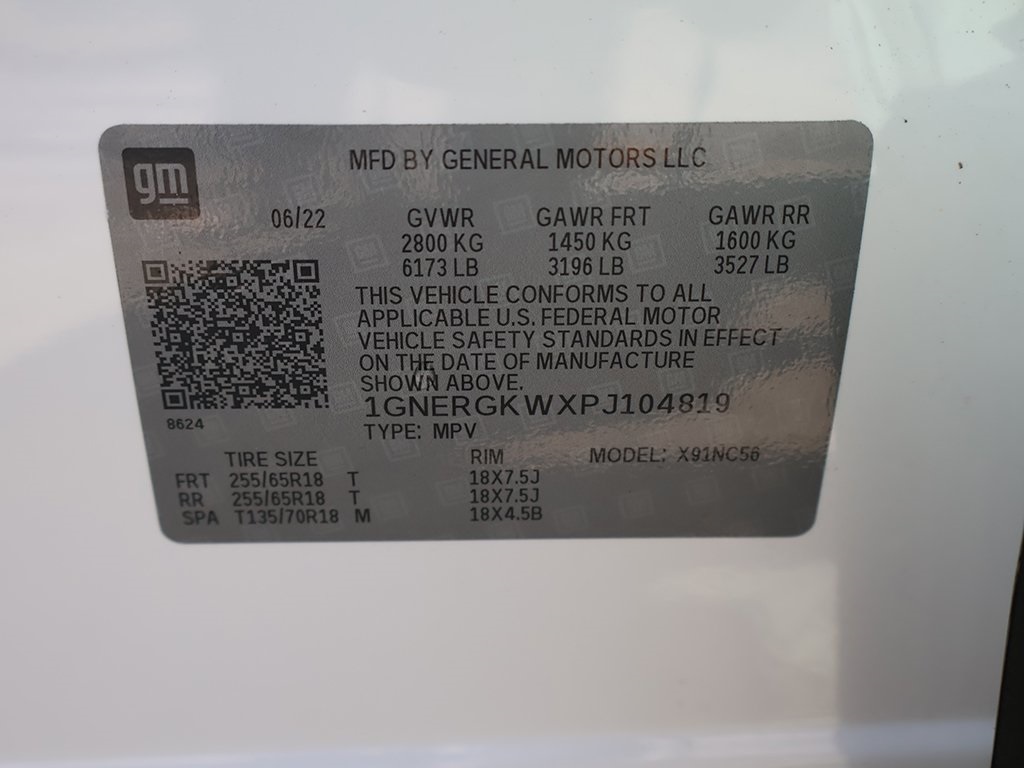 gm
MFD BY GENERAL MOTORS LLC
06/22 GVWR GAWR FRT GAWR RR
2800 KG 1450 KG 1600 KG
6173 LB 3196 LB 3527 LB
THIS VEHICLE CONFORMS TO ALL
APPLICABLE U.S. FEDERAL MOTOR
VEHICLE SAFETY STANDARDS IN EFFECT
ON THE DATE OF MANUFACTURE
SHOWN ABOVE.
1GNERGKWXPJ104819
8624
TYPE: MPV
TIRE SIZE RIM MODEL: X91NC56
FRT 255/65R18 T 18X7.5J
RR 255/65R18 T 18X7.5J
SPA T135/70R18 M 18X4.5B